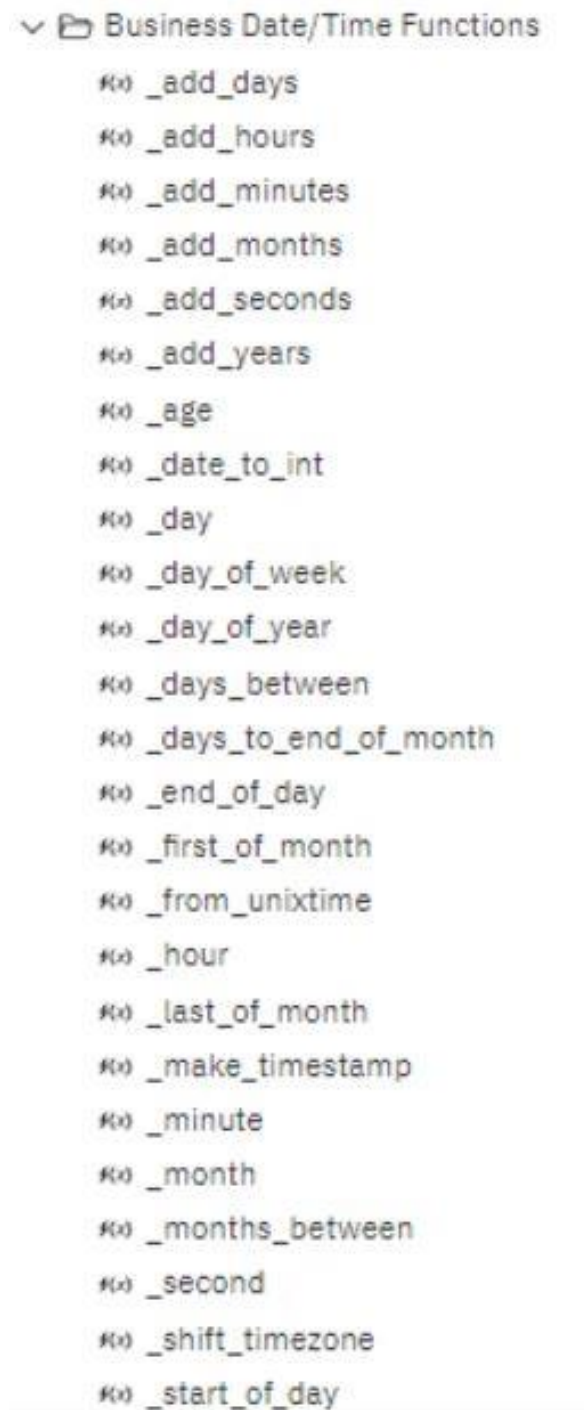 Business Date/Time Functions
f(x) _add_days
f(x) _add_hours
f(x) _add_minutes
f(x) _add_months
f(x) _add_seconds
f(x) _add_years
f(x) _age
f(x) _date_to_int
f(x) _day
f(x) _day_of_week
f(x) _day_of_year
f(x) _days_between
f(x) _days_to_end_of_month
f(x) _end_of_day
f(x) _first_of_month
f(x) _from_unixtime
f(x) _hour
f(x) _last_of_month
f(x) _make_timestamp
f(x) _minute
f(x) _month
f(x) _months_between
f(x) _second
f(x) _shift_timezone
f(x) _start_of_day